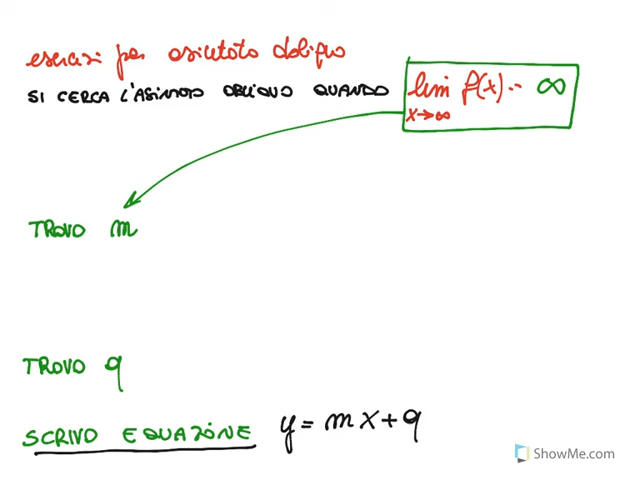 esercizi per asintoto obliquo
SI CERCA L'ASINTOTO OBLIQUO QUANDO
lim f(x) = ∞
x→∞
TROVO m
TROVO q
SCRIVO EQUAZIONE y = mx+q
ShowMe.com